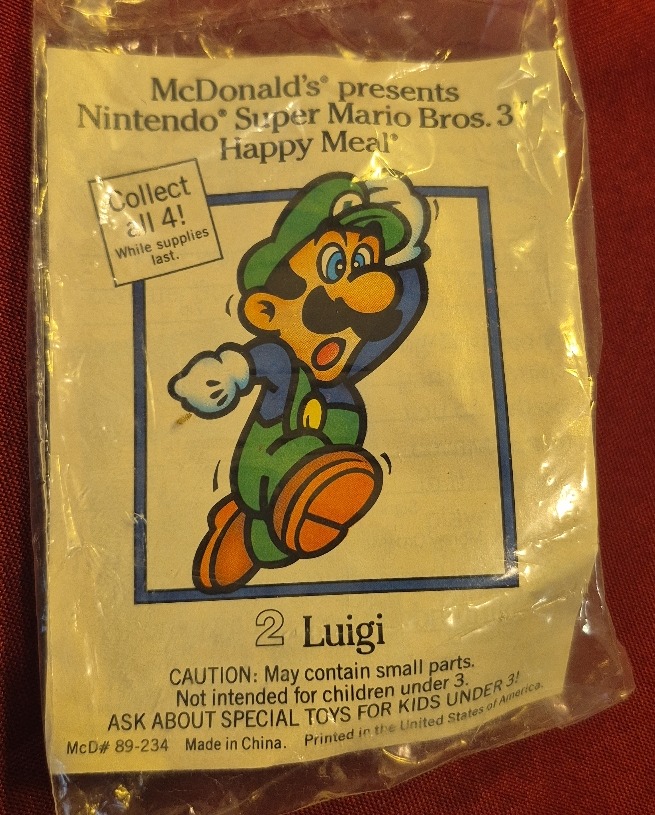 McDonald's® presents
Nintendo® Super Mario Bros. 3™
Happy Meal®
Collect
all 4!
While supplies
last.
2 Luigi
CAUTION: May contain small parts.
Not intended for children under 3.
ASK ABOUT SPECIAL TOYS FOR KIDS UNDER 3!
McD# 89-234 Made in China. Printed in the United States of America.